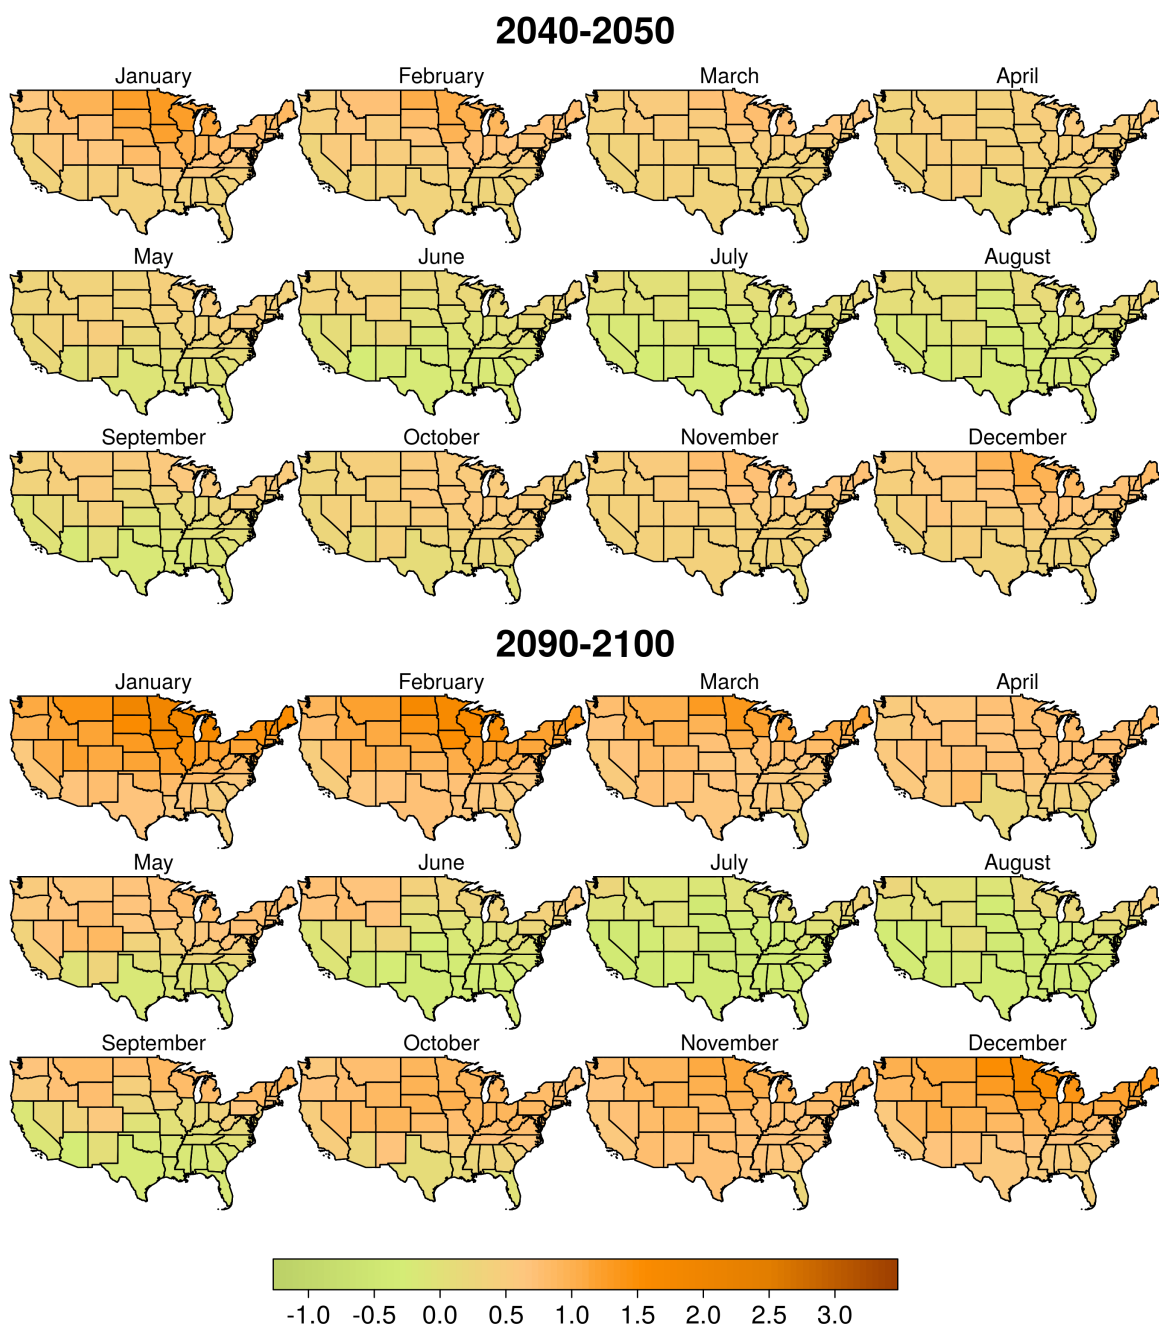 2040-2050
January February March April
May June July August
September October November December
2090-2100
January February March April
May June July August
September October November December
-1.0 -0.5 0.0 0.5 1.0 1.5 2.0 2.5 3.0